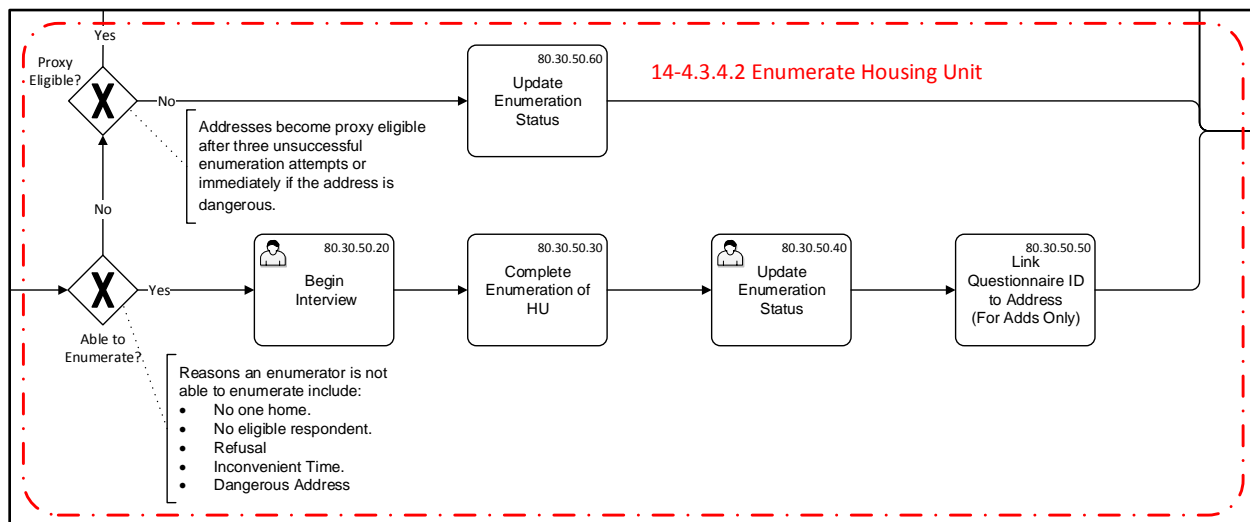 Yes
Proxy
Eligible?
X
No
80.30.50.60
Update
Enumeration
Status
14-4.3.4.2 Enumerate Housing Unit
Addresses become proxy eligible
after three unsuccessful
enumeration attempts or
immediately if the address is
dangerous.
No
X
Yes
Able to
Enumerate?
80.30.50.20
Begin
Interview
80.30.50.30
Complete
Enumeration of
HU
80.30.50.40
Update
Enumeration
Status
80.30.50.50
Link
Questionnaire ID
to Address
(For Adds Only)
Reasons an enumerator is not
able to enumerate include:
• No one home.
• No eligible respondent.
• Refusal
• Inconvenient Time.
• Dangerous Address